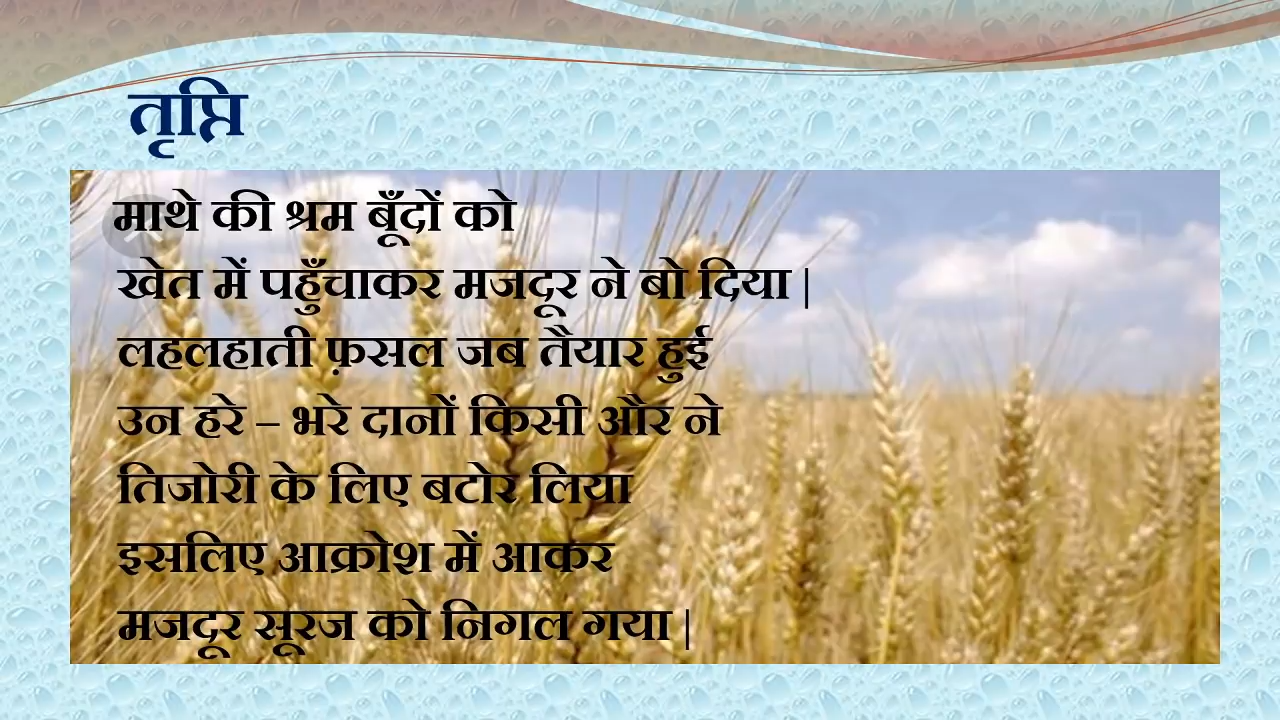 तृप्ति
माथे की श्रम बूँदों को
खेत में पहुँचाकर मजदूर ने बो दिया |
लहलहाती फ़सल जब तैयार हुई
उन हरे – भरे दानों किसी और ने
तिजोरी के लिए बटोर लिया
इसलिए आक्रोश में आकर
मजदूर सूरज को निगल गया |